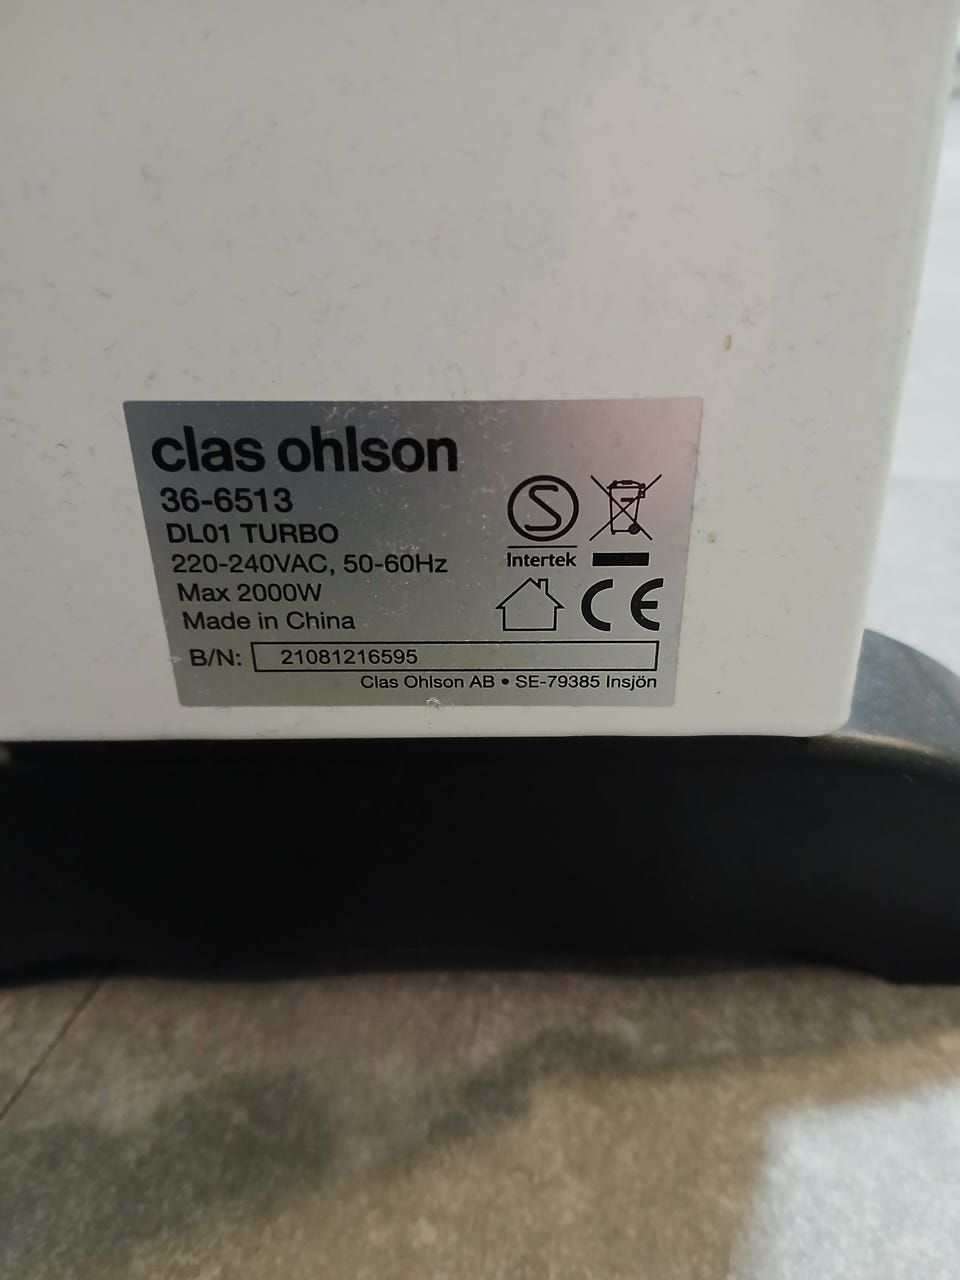 clas ohlson
36-6513
DL01 TURBO
220-240VAC, 50-60Hz
Max 2000W
Made in China
S
Intertek
CE
B/N: 21081216595
Clas Ohlson AB • SE-79385 Insjön